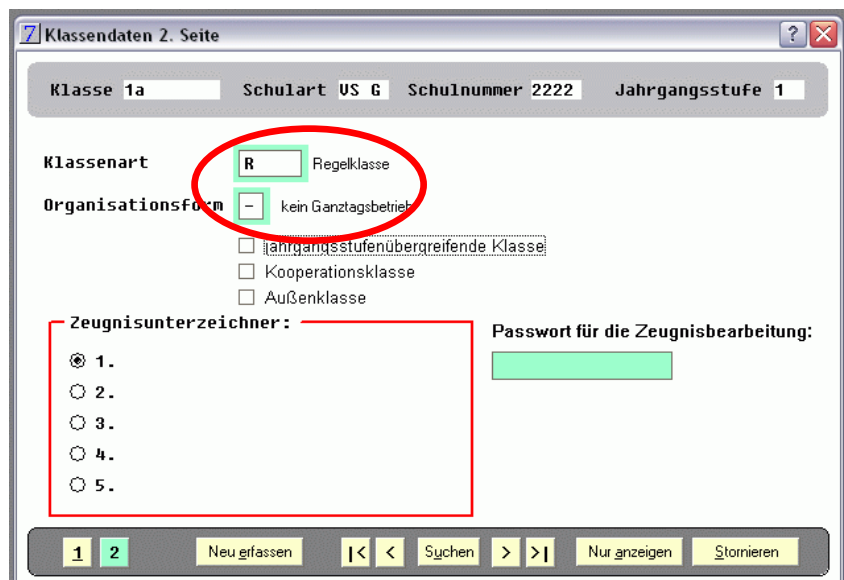 7 Klassendaten 2. Seite ?
Klasse 1a Schulart VS G Schulnummer 2222 Jahrgangsstufe 1
Klassenart R Regelklasse
Organisationsform - kein Ganztagsbetrieb
jahrgangsstufenübergreifende Klasse
Kooperationsklasse
Außenklasse
Zeugnisunterzeichner:
Passwort für die Zeugnisbearbeitung:
1.
2.
3.
4.
5.
1 2 Neu erfassen |< < Suchen > >| Nur anzeigen Stornieren